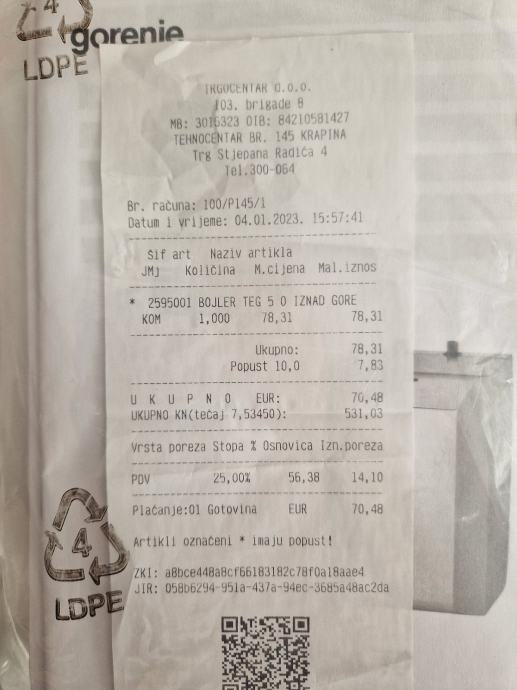 4
gorenie
LDPE
TRGOCENTAR D.O.O.
103. brigade 8
MB: 3015323 OIB: 84210581427
TEHNOCENTAR BR. 145 KRAPINA
Trg Stjepana Radića 4
Tel.300-064
Br. računa: 100/P145/1
Datum i vrijeme: 04.01.2023. 15:57:41
Šif art Naziv artikla
JMj Količina M.cijena Mal.iznos
* 2595001 BOJLER TEG 5 O IZNAD GORE
KOM 1,000 78,31 78,31
Ukupno: 78,31
Popust 10,0 7,83
U K U P N O EUR: 70,48
UKUPNO KN(tečaj 7,53450): 531,03
Vrsta poreza Stopa % Osnovica Izn.poreza
PDV 25,00% 56,38 14,10
Plaćanje:01 Gotovina EUR 70,48
Artikli označeni * imaju popust!
4
LDPE
ZKI: a8bce448a8cf66183182c78f0a18aae4
JIR: 058b6294-951a-437a-94ec-3685a48ac2da